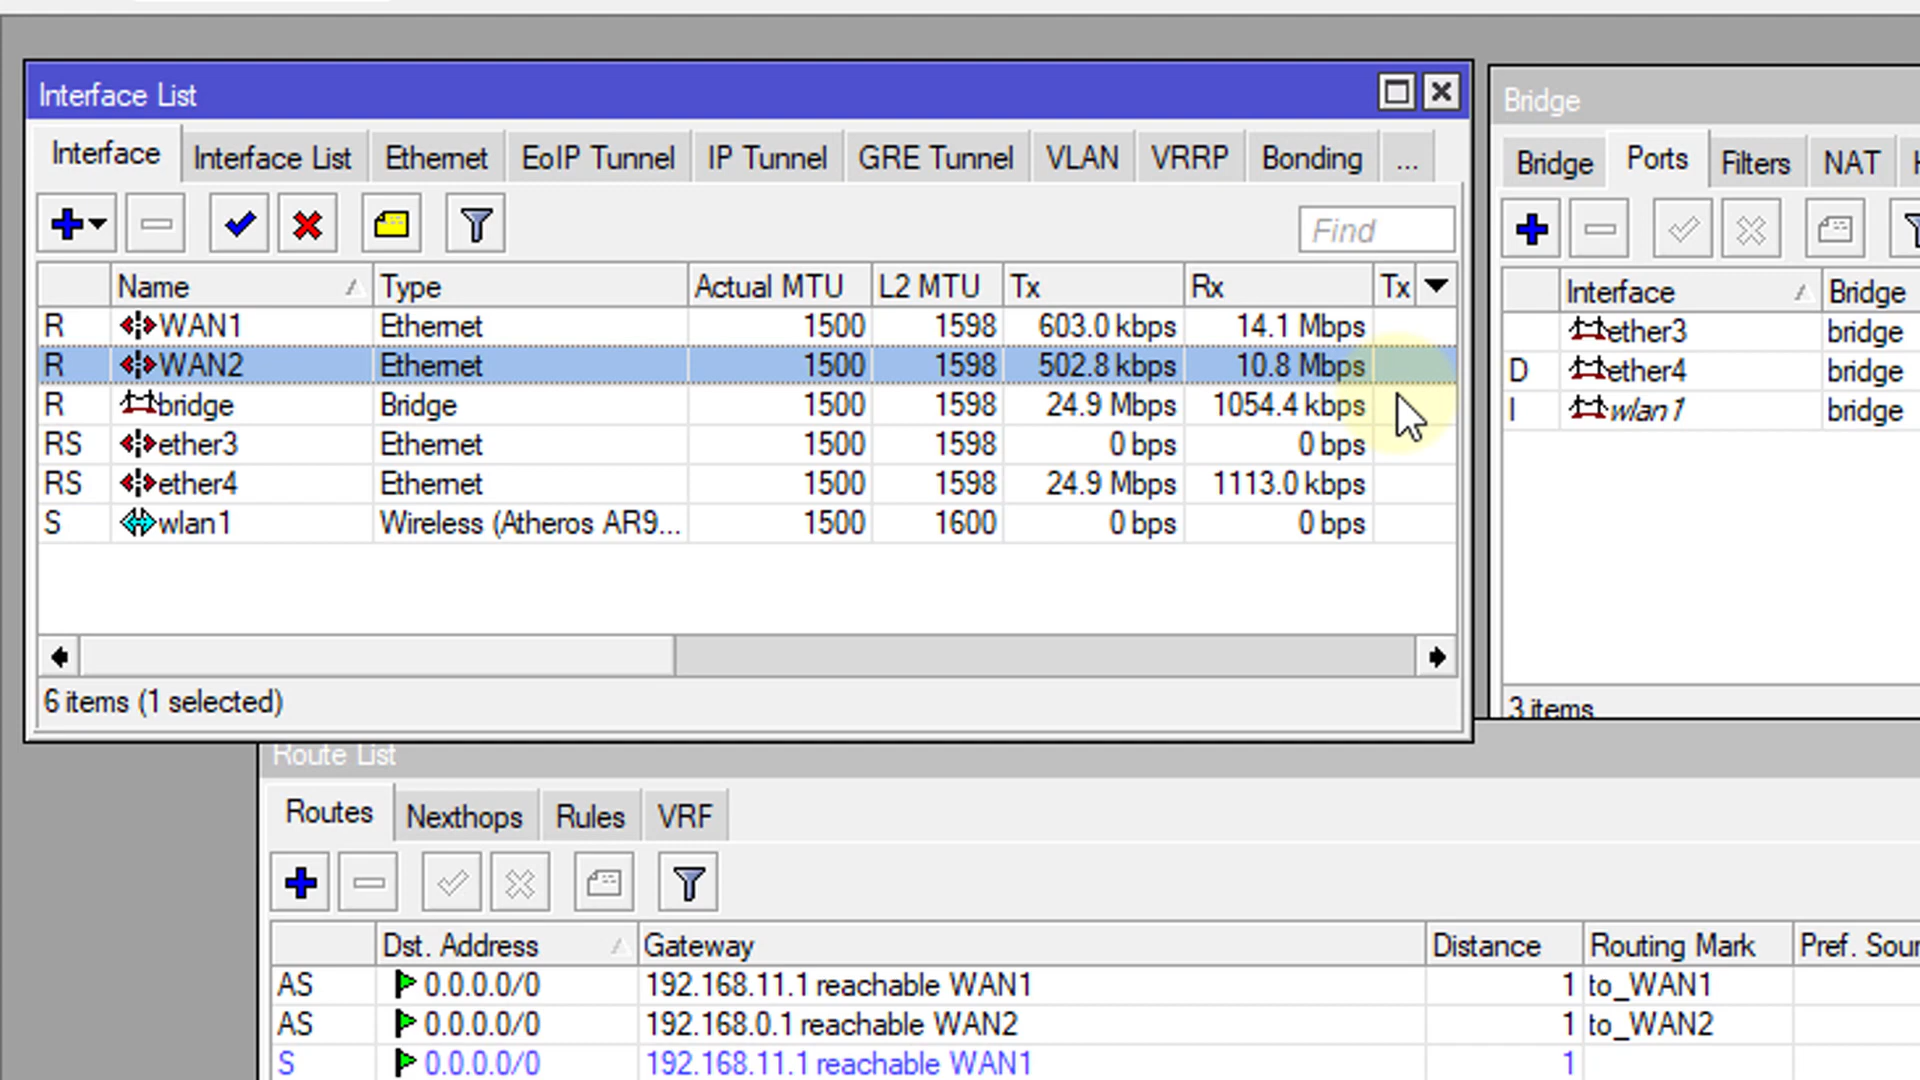 Interface List
Interface Interface List Ethernet EoIP Tunnel IP Tunnel GRE Tunnel VLAN VRRP Bonding ...
Find
Name Type Actual MTU L2 MTU Tx Rx Tx
R WAN1 Ethernet 1500 1598 603.0 kbps 14.1 Mbps
R WAN2 Ethernet 1500 1598 502.8 kbps 10.8 Mbps
R bridge Bridge 1500 1598 24.9 Mbps 1054.4 kbps
RS ether3 Ethernet 1500 1598 0 bps 0 bps
RS ether4 Ethernet 1500 1598 24.9 Mbps 1113.0 kbps
S wlan1 Wireless (Atheros AR9... 1500 1600 0 bps 0 bps
6 items (1 selected)
Bridge
Bridge Ports Filters NAT
Interface Bridge
ether3 bridge
D ether4 bridge
I wlan1 bridge
3 items
Route List
Routes Nexthops Rules VRF
Dst. Address Gateway Distance Routing Mark Pref. Sour
AS 0.0.0.0/0 192.168.11.1 reachable WAN1 1 to_WAN1
AS 0.0.0.0/0 192.168.0.1 reachable WAN2 1 to_WAN2
S 0.0.0.0/0 192.168.11.1 reachable WAN1 1